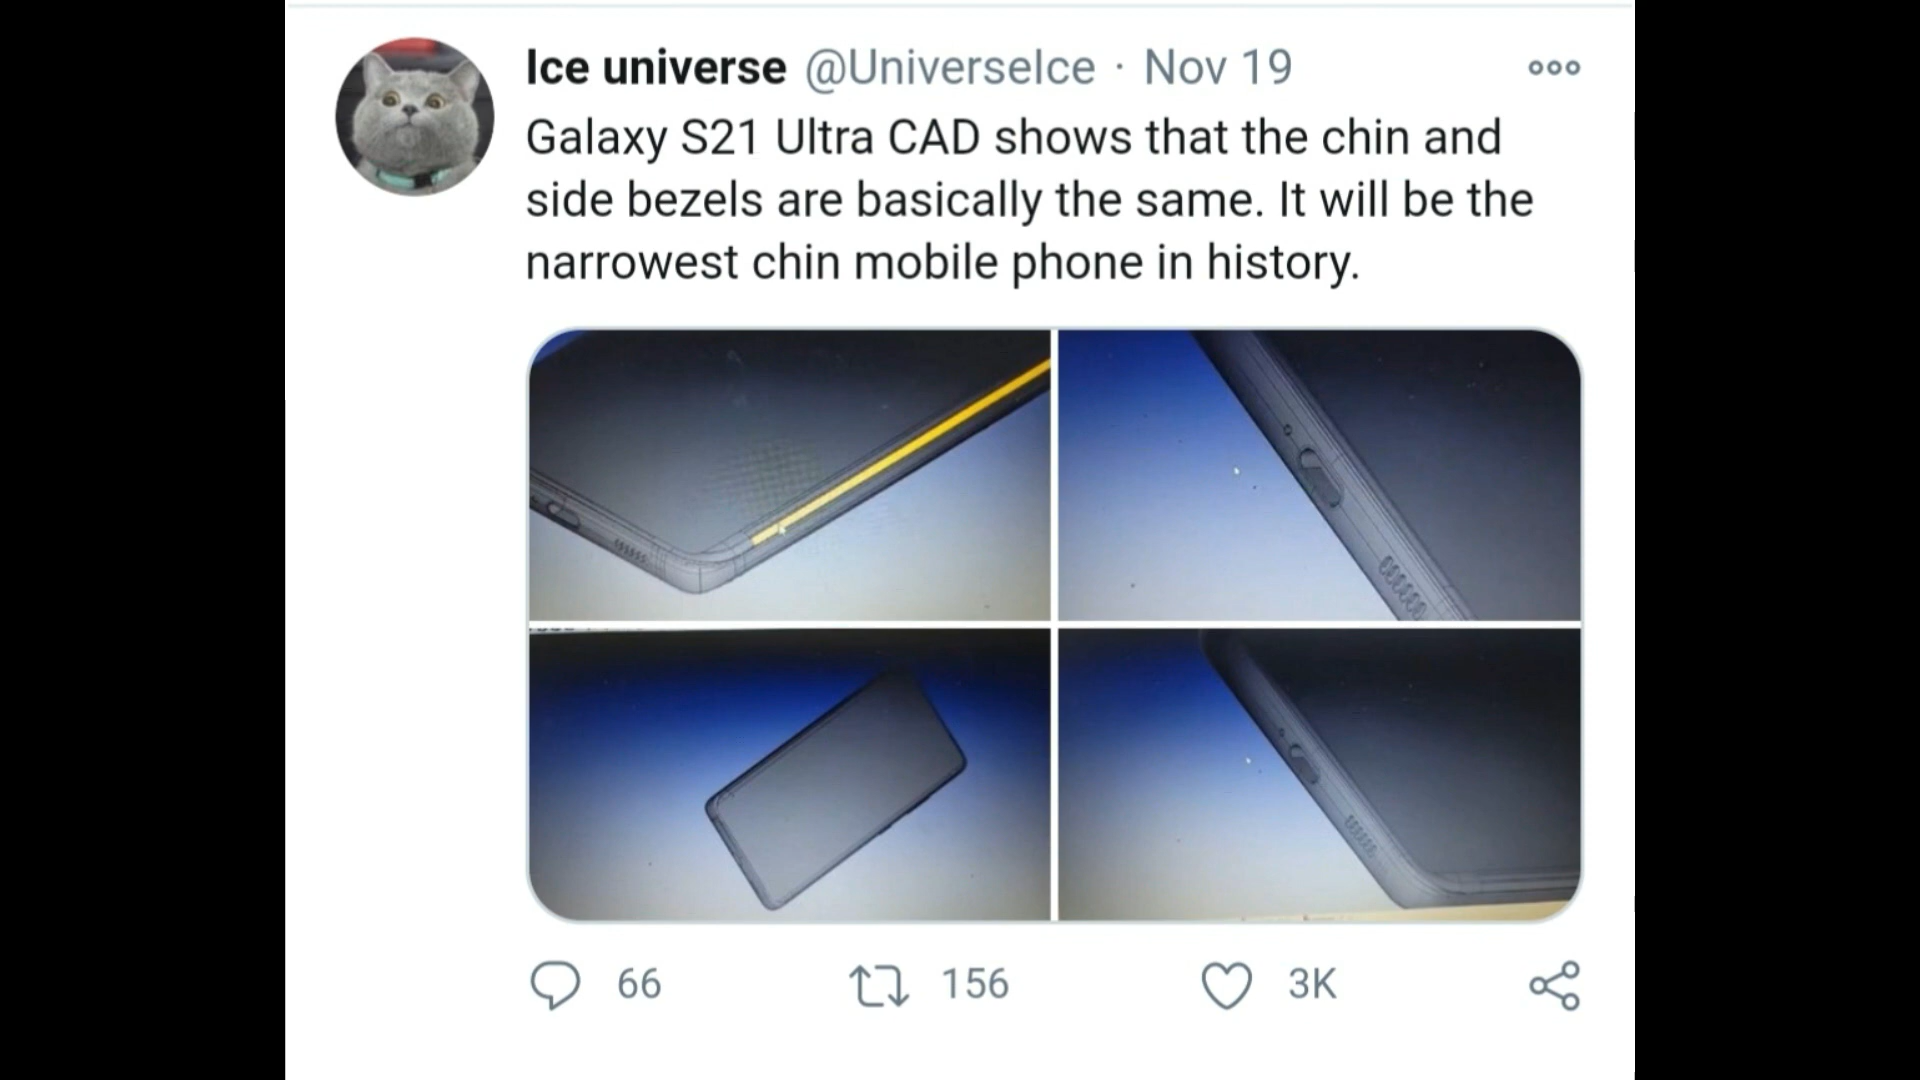 Ice universe @UniverseIce · Nov 19
Galaxy S21 Ultra CAD shows that the chin and
side bezels are basically the same. It will be the
narrowest chin mobile phone in history.
66 156 3K